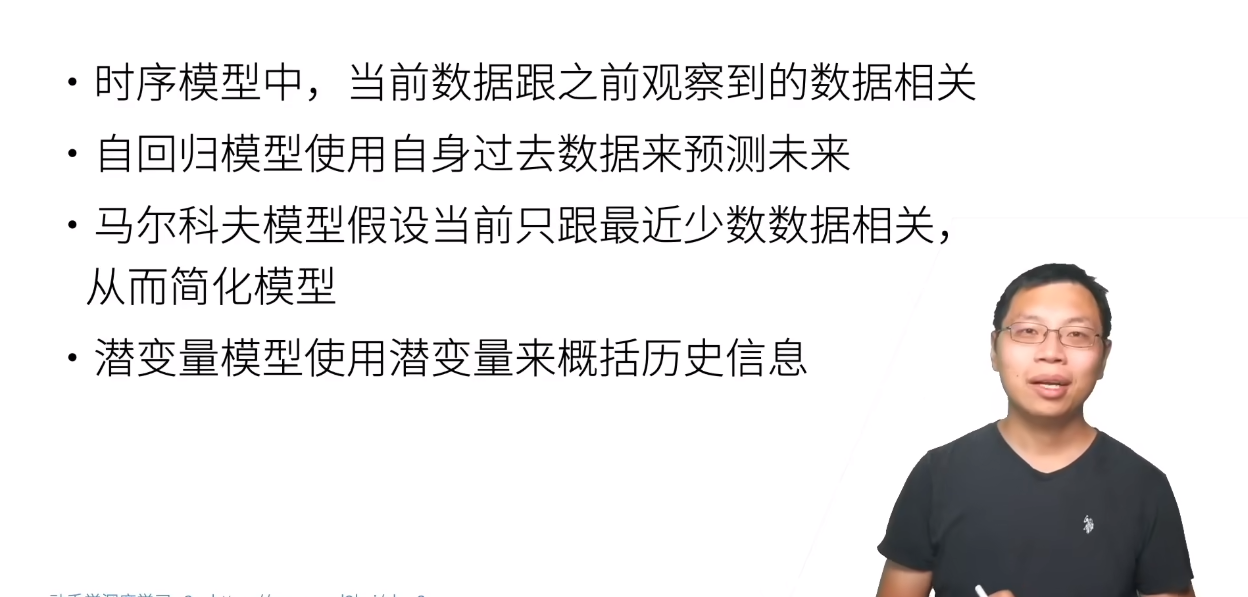 • 时序模型中，当前数据跟之前观察到的数据相关
• 自回归模型使用自身过去数据来预测未来
• 马尔科夫模型假设当前只跟最近少数数据相关，
从而简化模型
• 潜变量模型使用潜变量来概括历史信息